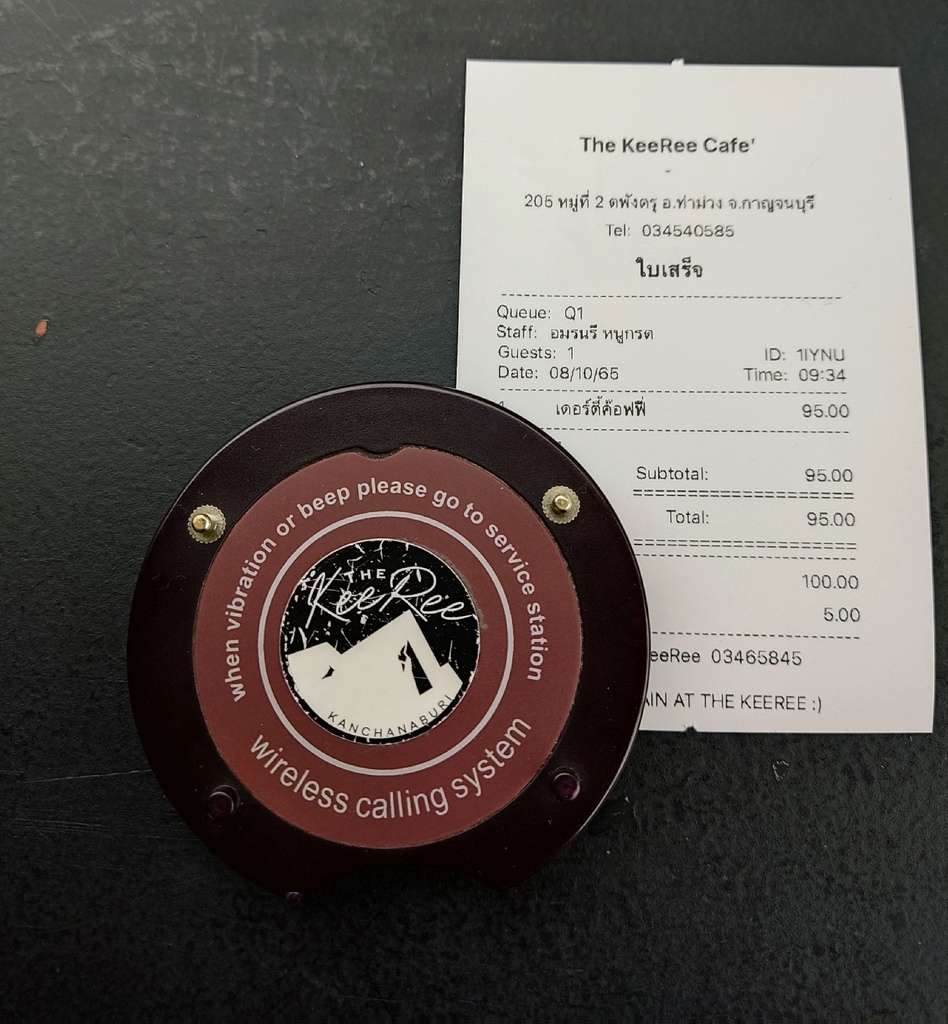 The KeeRee Cafe'
-
205 หมู่ที่ 2 ตพังตรุ อ.ท่าม่วง จ.กาญจนบุรี
Tel: 034540585
ใบเสร็จ
Queue: Q1
Staff: อมรนรี หนูกรต
Guests: 1 ID: 1IYNU
Date: 08/10/65 Time: 09:34
เดอร์ตี้ค๊อฟฟี่ 95.00
Subtotal: 95.00
Total: 95.00
100.00
5.00
eeRee 03465845
AIN AT THE KEEREE :)
when vibration or beep please go to service station
THE
KeeRee
1
KANCHANABURI
wireless calling system